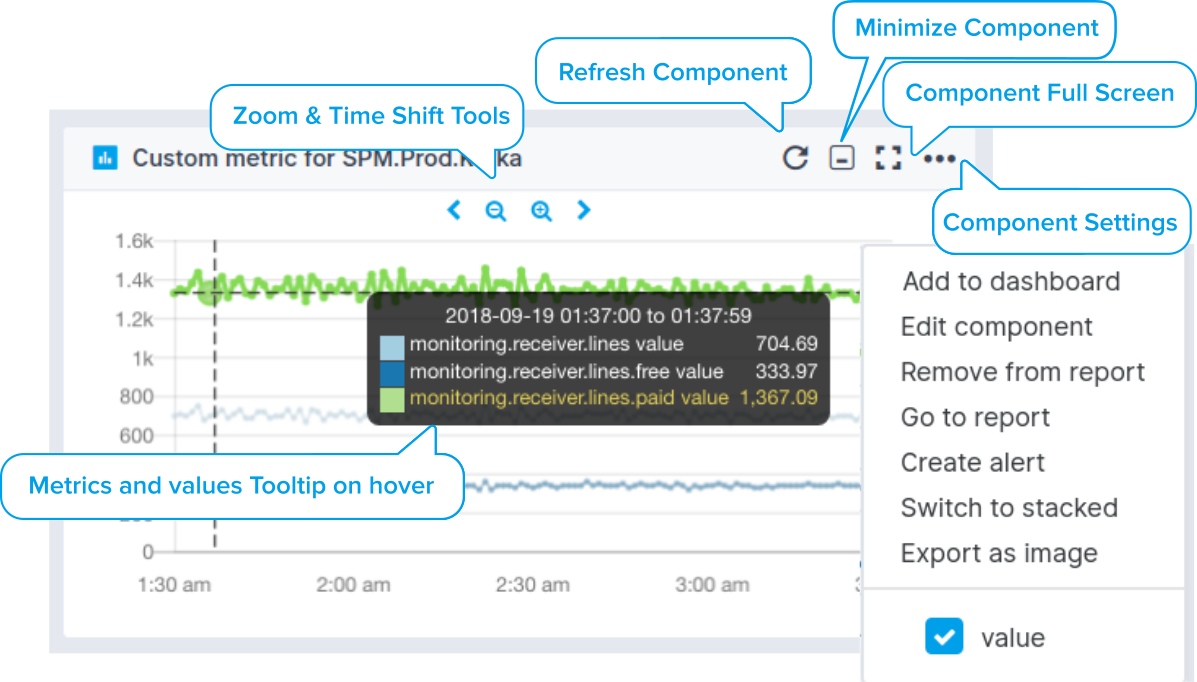 Minimize Component
Refresh Component
Component Full Screen
Zoom & Time Shift Tools
Custom metric for SPM.Prod.
Component Settings
1.6k
1.4k
1.2k
1k
800
600
0
1:30 am
2:00 am
2:30 am
3:00 am
2018-09-19 01:37:00 to 01:37:59
monitoring.receiver.lines value 704.69
monitoring.receiver.lines.free value 333.97
monitoring.receiver.lines.paid value 1,367.09
Metrics and values Tooltip on hover
Add to dashboard
Edit component
Remove from report
Go to report
Create alert
Switch to stacked
Export as image
value